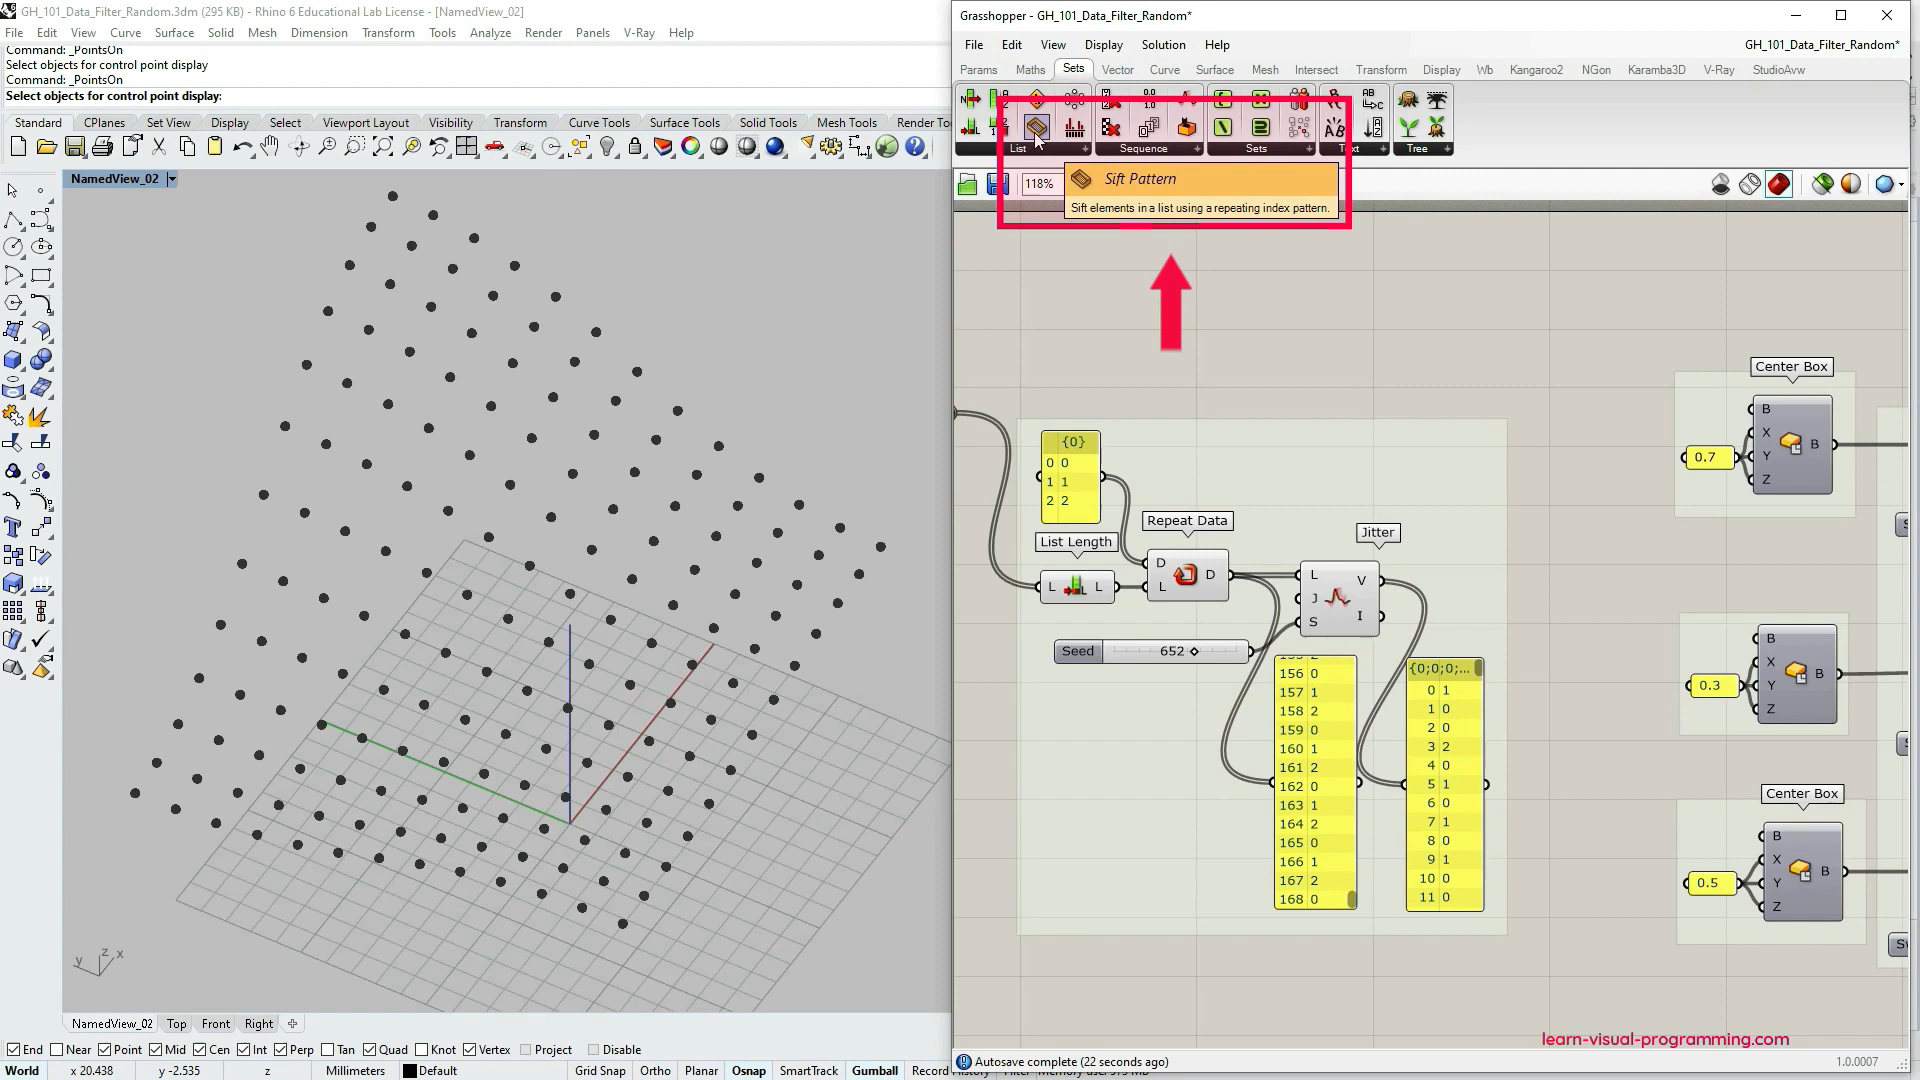 GH_101_Data_Filter_Random.3dm (295 KB) - Rhino 6 Educational Lab License - [NamedView_02]
File Edit View Curve Surface Solid Mesh Dimension Transform Tools Analyze Render Panels V-Ray Help
Command: _PointsOn
Select objects for control point display
Command: _PointsOn
Select objects for control point display:
Standard CPlanes Set View Display Select Viewport Layout Visibility Transform Curve Tools Surface Tools Solid Tools Mesh Tools Render To
NamedView_02
z
y x
NamedView_02 Top Front Right
End Near Point Mid Cen Int Perp Tan Quad Knot Vertex Project Disable
World x 20.438 y -2.535 z Millimeters Default Grid Snap Ortho Planar Osnap SmartTrack Gumball Record
Grasshopper - GH_101_Data_Filter_Random*
File Edit View Display Solution Help
GH_101_Data_Filter_Random*
Params Maths Sets Vector Curve Surface Mesh Intersect Transform Display Wb Kangaroo2 NGon Karamba3D V-Ray StudioAvw
List Sequence Sets Text Tree
118%
Sift Pattern
Sift elements in a list using a repeating index pattern.
{0}
0 0
1 1
2 2
List Length
L L
Repeat Data
D
L
D
Jitter
L
J
S
V
I
Seed 652
156 0
157 1
158 2
159 0
160 1
161 2
162 0
163 1
164 2
165 0
166 1
167 2
168 0
{0;0;0;...
0 1
1 0
2 0
3 2
4 0
5 1
6 0
7 1
8 0
9 1
10 0
11 0
Center Box
0.7
B
X
Y
Z
B
0.3
B
X
Y
Z
B
Center Box
0.5
B
X
Y
Z
B
learn-visual-programming.com
Autosave complete (22 seconds ago)
1.0.0007